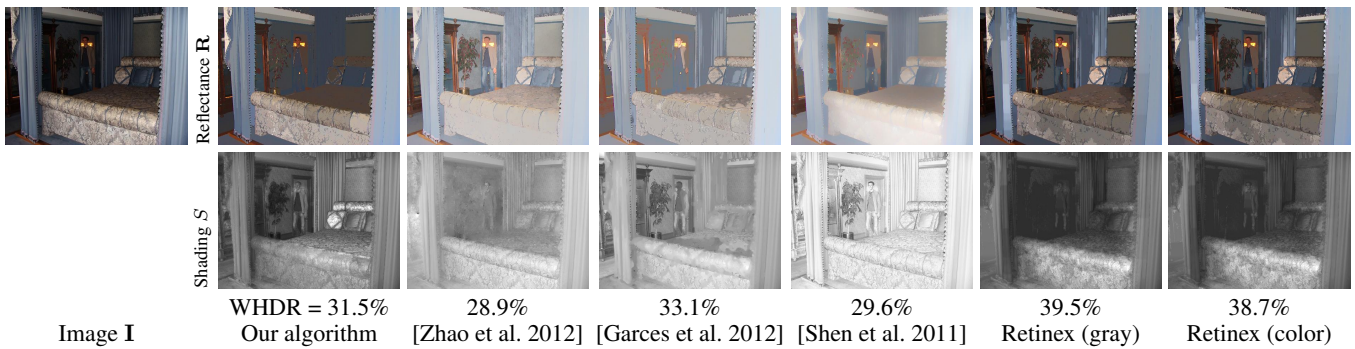 Reflectance R
Shading S
WHDR = 31.5% 28.9% 33.1% 29.6% 39.5% 38.7%
Image I Our algorithm [Zhao et al. 2012] [Garces et al. 2012] [Shen et al. 2011] Retinex (gray) Retinex (color)